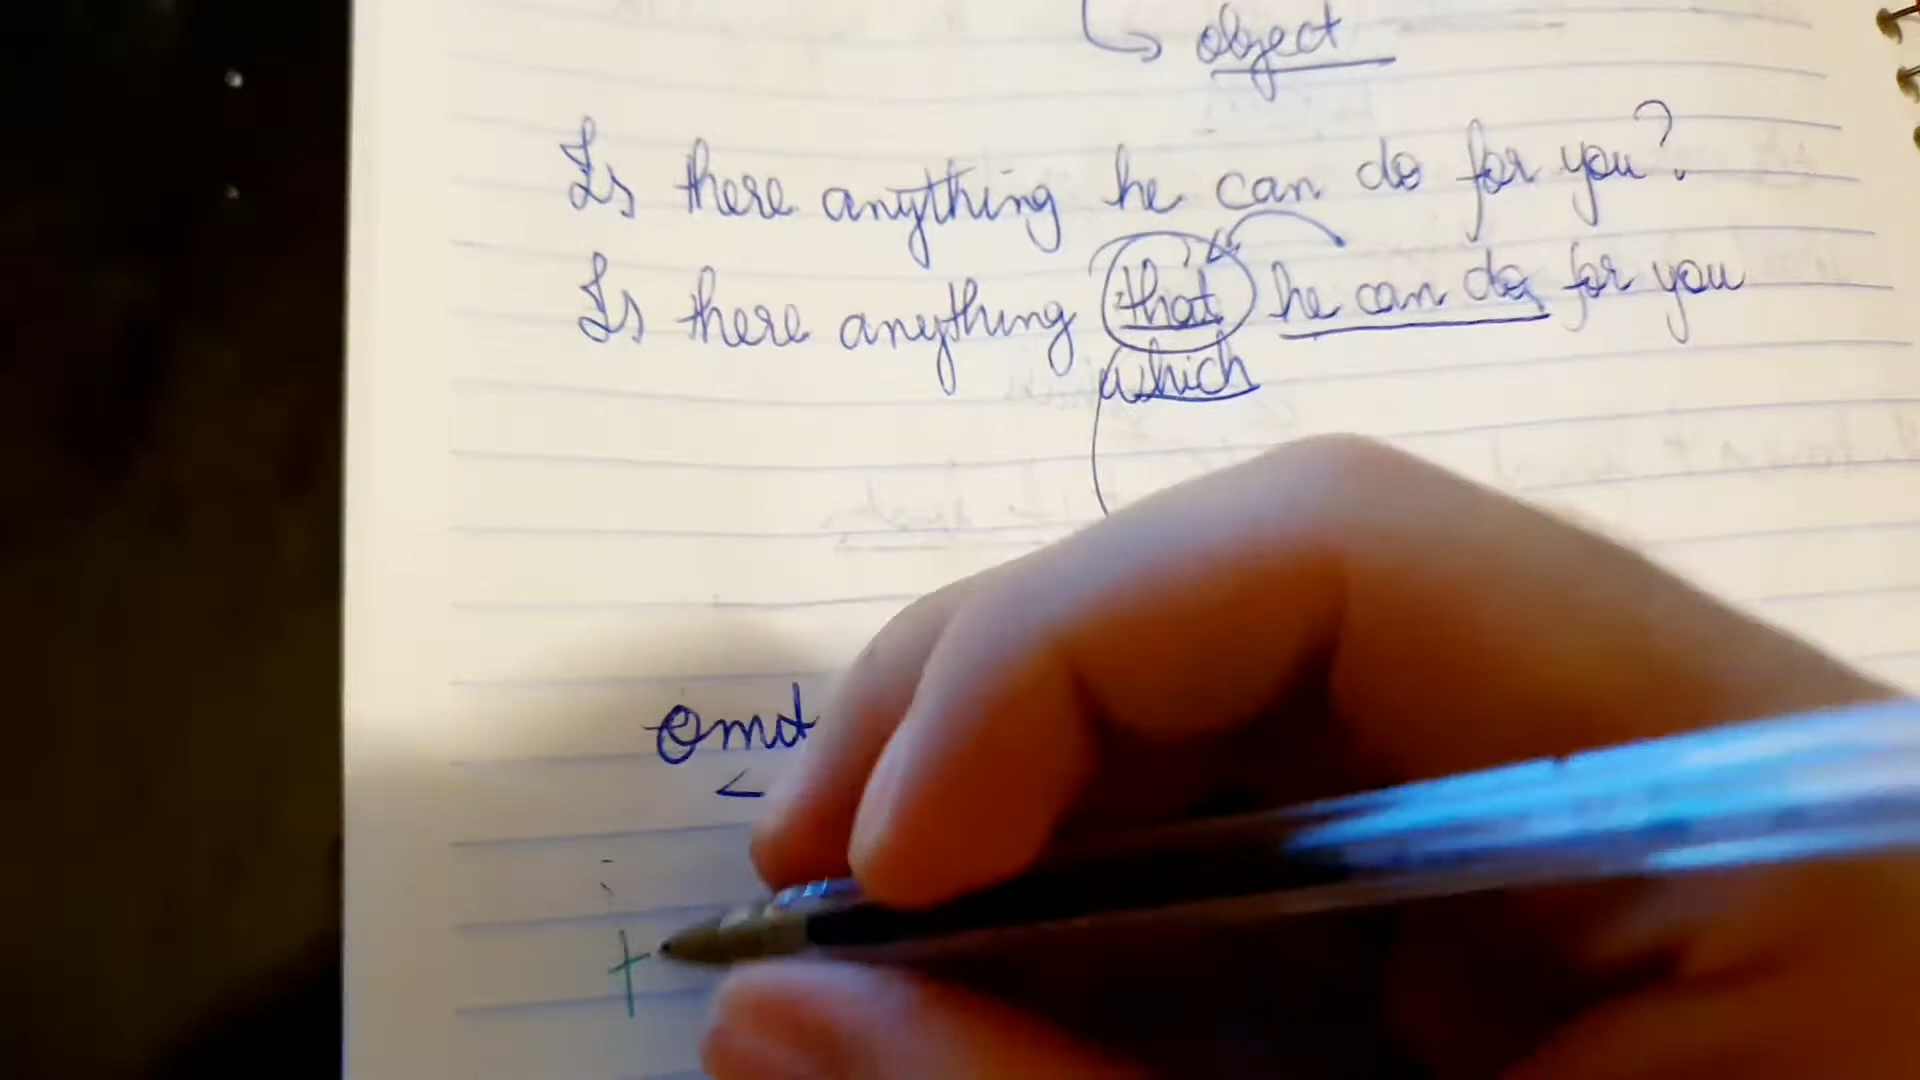 object
Is there anything he can do for you?
Is there anything that he can do for you
which